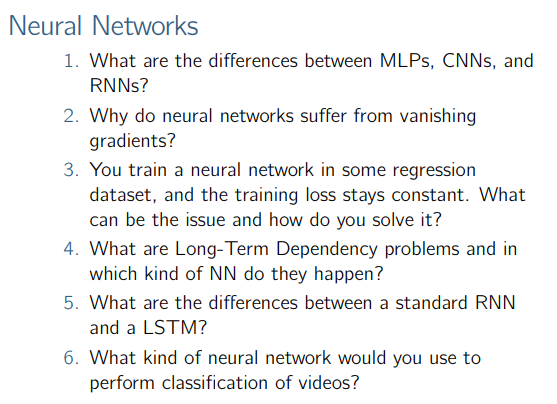 Neural Networks
1. What are the differences between MLPs, CNNs, and
RNNs?
2. Why do neural networks suffer from vanishing
gradients?
3. You train a neural network in some regression
dataset, and the training loss stays constant. What
can be the issue and how do you solve it?
4. What are Long-Term Dependency problems and in
which kind of NN do they happen?
5. What are the differences between a standard RNN
and a LSTM?
6. What kind of neural network would you use to
perform classification of videos?